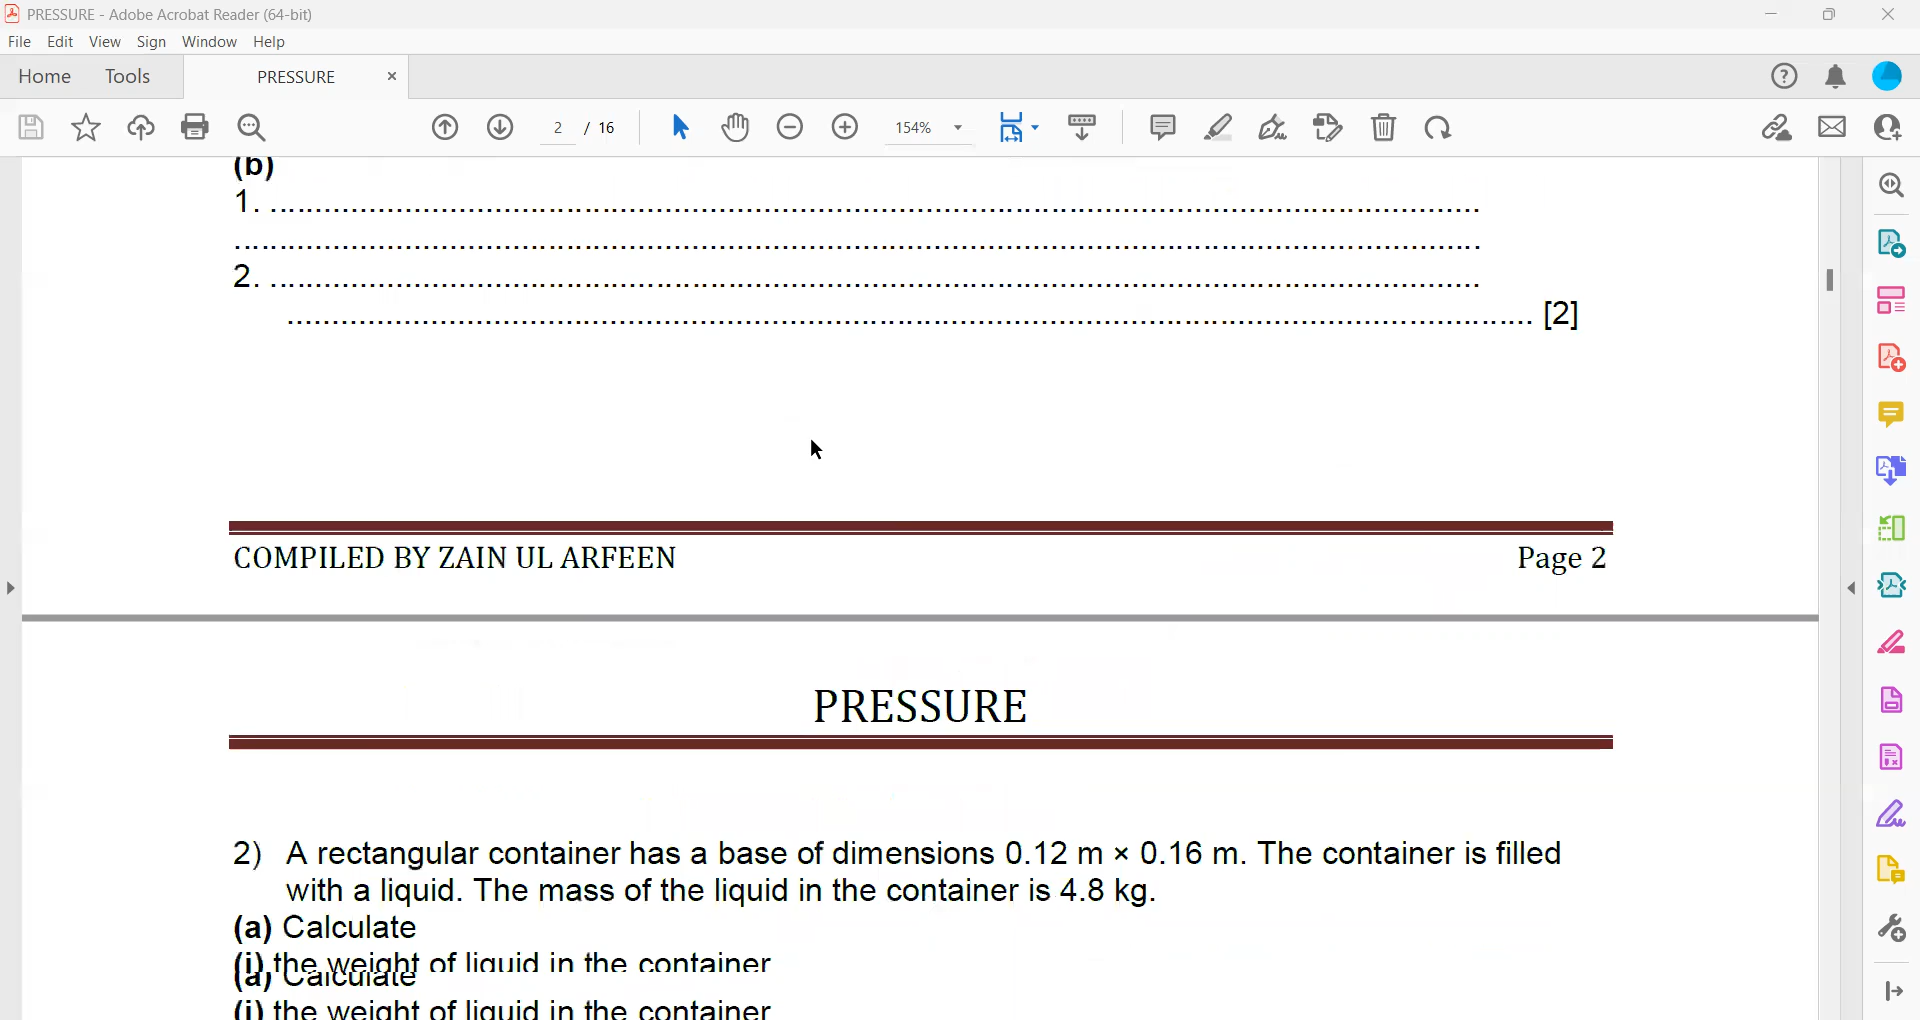 PRESSURE - Adobe Acrobat Reader (64-bit)
File Edit View Sign Window Help
Home Tools PRESSURE
2 / 16 154%
(b)
1. ..........................................................................................................................................
..........................................................................................................................................
2. ..........................................................................................................................................
.......................................................................................................................................... [2]
COMPILED BY ZAIN UL ARFEEN Page 2
PRESSURE
2) A rectangular container has a base of dimensions 0.12 m × 0.16 m. The container is filled
with a liquid. The mass of the liquid in the container is 4.8 kg.
(a) Calculate
(i) the weight of liquid in the container
(a) Calculate
(i) the weight of liquid in the container